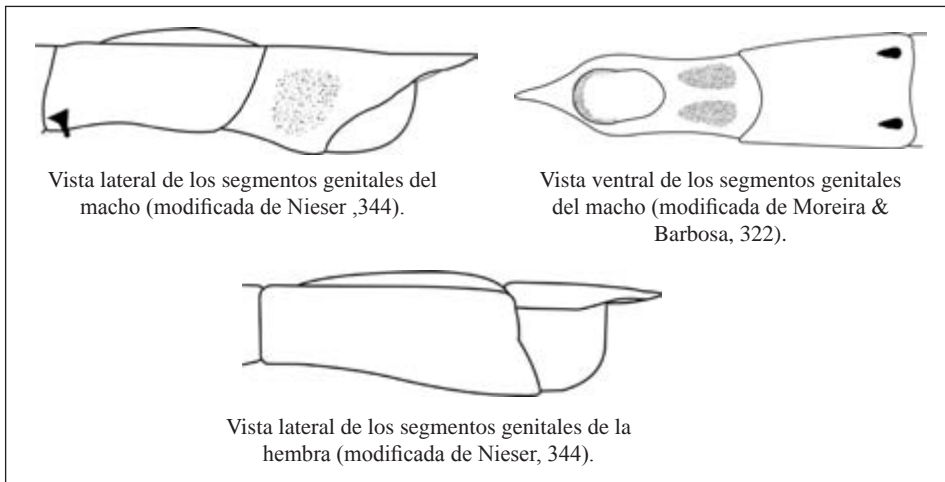 Vista lateral de los segmentos genitales del
macho (modificada de Nieser ,344).
Vista ventral de los segmentos genitales
del macho (modificada de Moreira &
Barbosa, 322).
Vista lateral de los segmentos genitales de la
hembra (modificada de Nieser, 344).